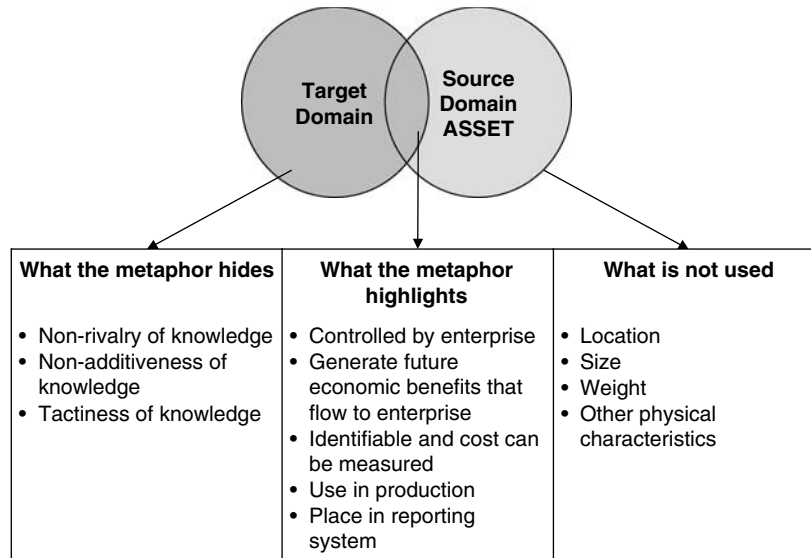 Target
Domain
Source
Domain
ASSET
What the metaphor hides
• Non-rivalry of knowledge
• Non-additiveness of
knowledge
• Tactiness of knowledge
What the metaphor
highlights
• Controlled by enterprise
• Generate future
economic benefits that
flow to enterprise
• Identifiable and cost can
be measured
• Use in production
• Place in reporting
system
What is not used
• Location
• Size
• Weight
• Other physical
characteristics